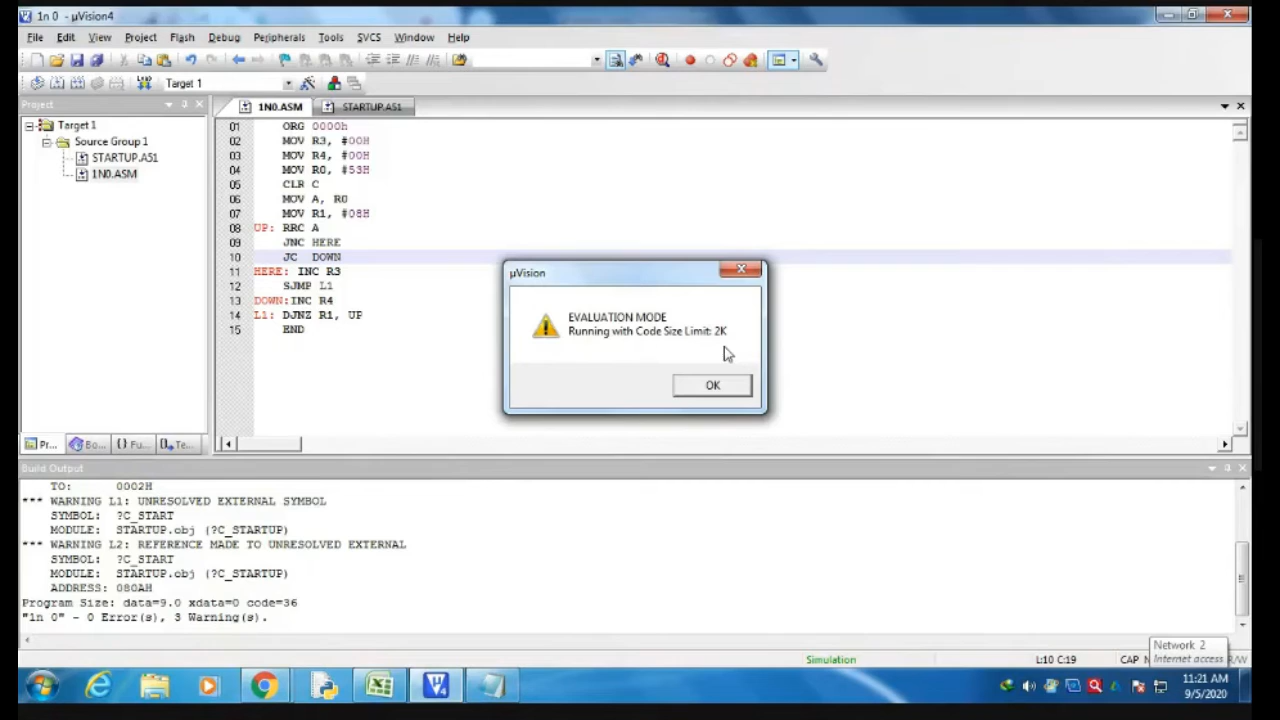 1n 0 - µVision4
File Edit View Project Flash Debug Peripherals Tools SVCS Window Help
Target 1
Project
1N0.ASM STARTUP.A51
Target 1
Source Group 1
STARTUP.A51
1N0.ASM
01 ORG 0000h
02 MOV R3, #00H
03 MOV R4, #00H
04 MOV R0, #53H
05 CLR C
06 MOV A, R0
07 MOV R1, #08H
08 UP: RRC A
09 JNC HERE
10 JC DOWN
11 HERE: INC R3
12 SJMP L1
13 DOWN:INC R4
14 L1: DJNZ R1, UP
15 END
µVision
EVALUATION MODE
Running with Code Size Limit: 2K
OK
Pr... Bo... {} Fu... Te...
Build Output
TO: 0002H
*** WARNING L1: UNRESOLVED EXTERNAL SYMBOL
SYMBOL: ?C_START
MODULE: STARTUP.obj (?C_STARTUP)
*** WARNING L2: REFERENCE MADE TO UNRESOLVED EXTERNAL
SYMBOL: ?C_START
MODULE: STARTUP.obj (?C_STARTUP)
ADDRESS: 080AH
Program Size: data=9.0 xdata=0 code=36
"1n 0" - 0 Error(s), 3 Warning(s).
Network 2
Simulation L:10 C:19 CAP Internet access R/W
11:21 AM
9/5/2020